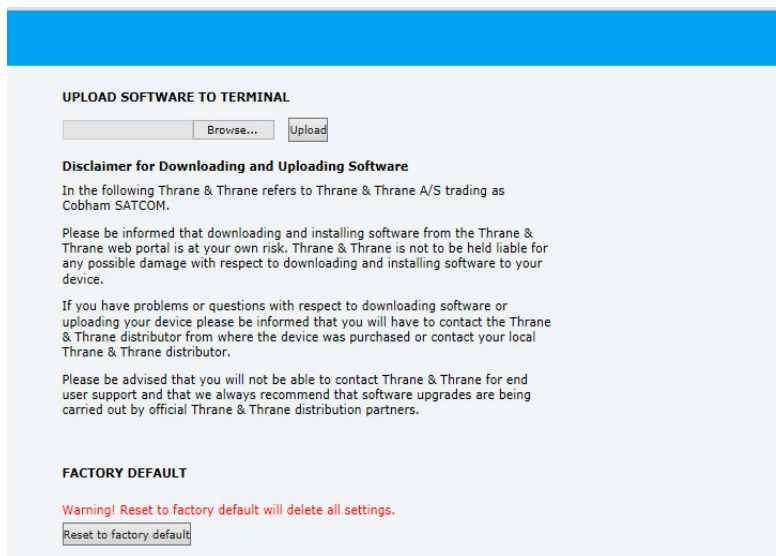 UPLOAD SOFTWARE TO TERMINAL
Browse... Upload
Disclaimer for Downloading and Uploading Software
In the following Thrane & Thrane refers to Thrane & Thrane A/S trading as
Cobham SATCOM.
Please be informed that downloading and installing software from the Thrane &
Thrane web portal is at your own risk. Thrane & Thrane is not to be held liable for
any possible damage with respect to downloading and installing software to your
device.
If you have problems or questions with respect to downloading software or
uploading your device please be informed that you will have to contact the Thrane
& Thrane distributor from where the device was purchased or contact your local
Thrane & Thrane distributor.
Please be advised that you will not be able to contact Thrane & Thrane for end
user support and that we always recommend that software upgrades are being
carried out by official Thrane & Thrane distribution partners.
FACTORY DEFAULT
Warning! Reset to factory default will delete all settings.
Reset to factory default